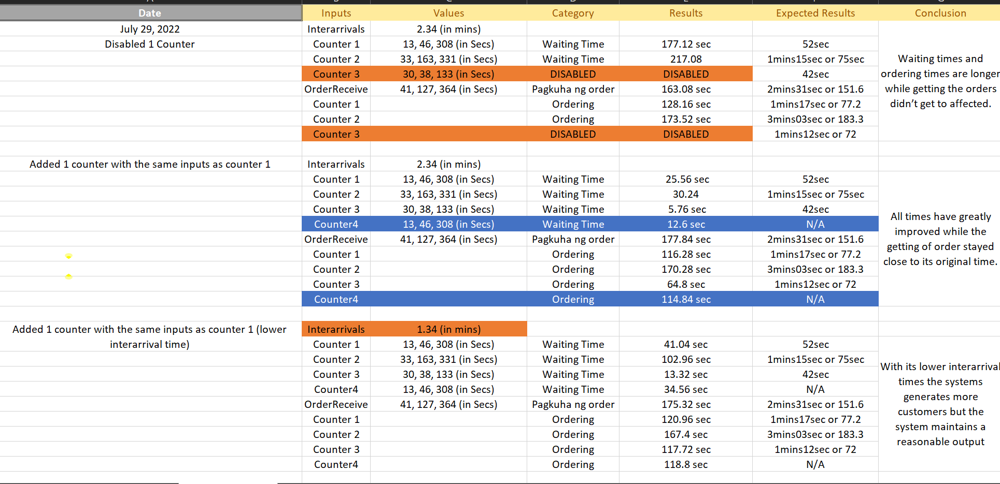 Date Inputs Values Category Results Expected Results Conclusion
July 29, 2022 Interarrivals 2.34 (in mins)
Disabled 1 Counter Counter 1 13, 46, 308 (in Secs) Waiting Time 177.12 sec 52sec
Counter 2 33, 163, 331 (in Secs) Waiting Time 217.08 1mins15sec or 75sec
Counter 3 30, 38, 133 (in Secs) DISABLED DISABLED 42sec
OrderReceive 41, 127, 364 (in Secs) Pagkuha ng order 163.08 sec 2mins31sec or 151.6
Counter 1 Ordering 128.16 sec 1mins17sec or 77.2
Counter 2 Ordering 173.52 sec 3mins03sec or 183.3
Counter 3 DISABLED DISABLED 1mins12sec or 72
Waiting times and
ordering times are longer
while getting the orders
didn't get to affected.
Added 1 counter with the same inputs as counter 1 Interarrivals 2.34 (in mins)
Counter 1 13, 46, 308 (in Secs) Waiting Time 25.56 sec 52sec
Counter 2 33, 163, 331 (in Secs) Waiting Time 30.24 1mins15sec or 75sec
Counter 3 30, 38, 133 (in Secs) Waiting Time 5.76 sec 42sec
Counter4 13, 46, 308 (in Secs) Waiting Time 12.6 sec N/A
OrderReceive 41, 127, 364 (in Secs) Pagkuha ng order 177.84 sec 2mins31sec or 151.6
Counter 1 Ordering 116.28 sec 1mins17sec or 77.2
Counter 2 Ordering 170.28 sec 3mins03sec or 183.3
Counter 3 Ordering 64.8 sec 1mins12sec or 72
Counter4 Ordering 114.84 sec N/A
All times have greatly
improved while the
getting of order stayed
close to its original time.
Added 1 counter with the same inputs as counter 1 (lower
interarrival time)
Interarrivals 1.34 (in mins)
Counter 1 13, 46, 308 (in Secs) Waiting Time 41.04 sec 52sec
Counter 2 33, 163, 331 (in Secs) Waiting Time 102.96 sec 1mins15sec or 75sec
Counter 3 30, 38, 133 (in Secs) Waiting Time 13.32 sec 42sec
Counter4 13, 46, 308 (in Secs) Waiting Time 34.56 sec N/A
OrderReceive 41, 127, 364 (in Secs) Pagkuha ng order 175.32 sec 2mins31sec or 151.6
Counter 1 Ordering 120.96 sec 1mins17sec or 77.2
Counter 2 Ordering 167.4 sec 3mins03sec or 183.3
Counter 3 Ordering 117.72 sec 1mins12sec or 72
Counter4 Ordering 118.8 sec N/A
With its lower interarrival
times the systems
generates more
customers but the
system maintains a
reasonable output